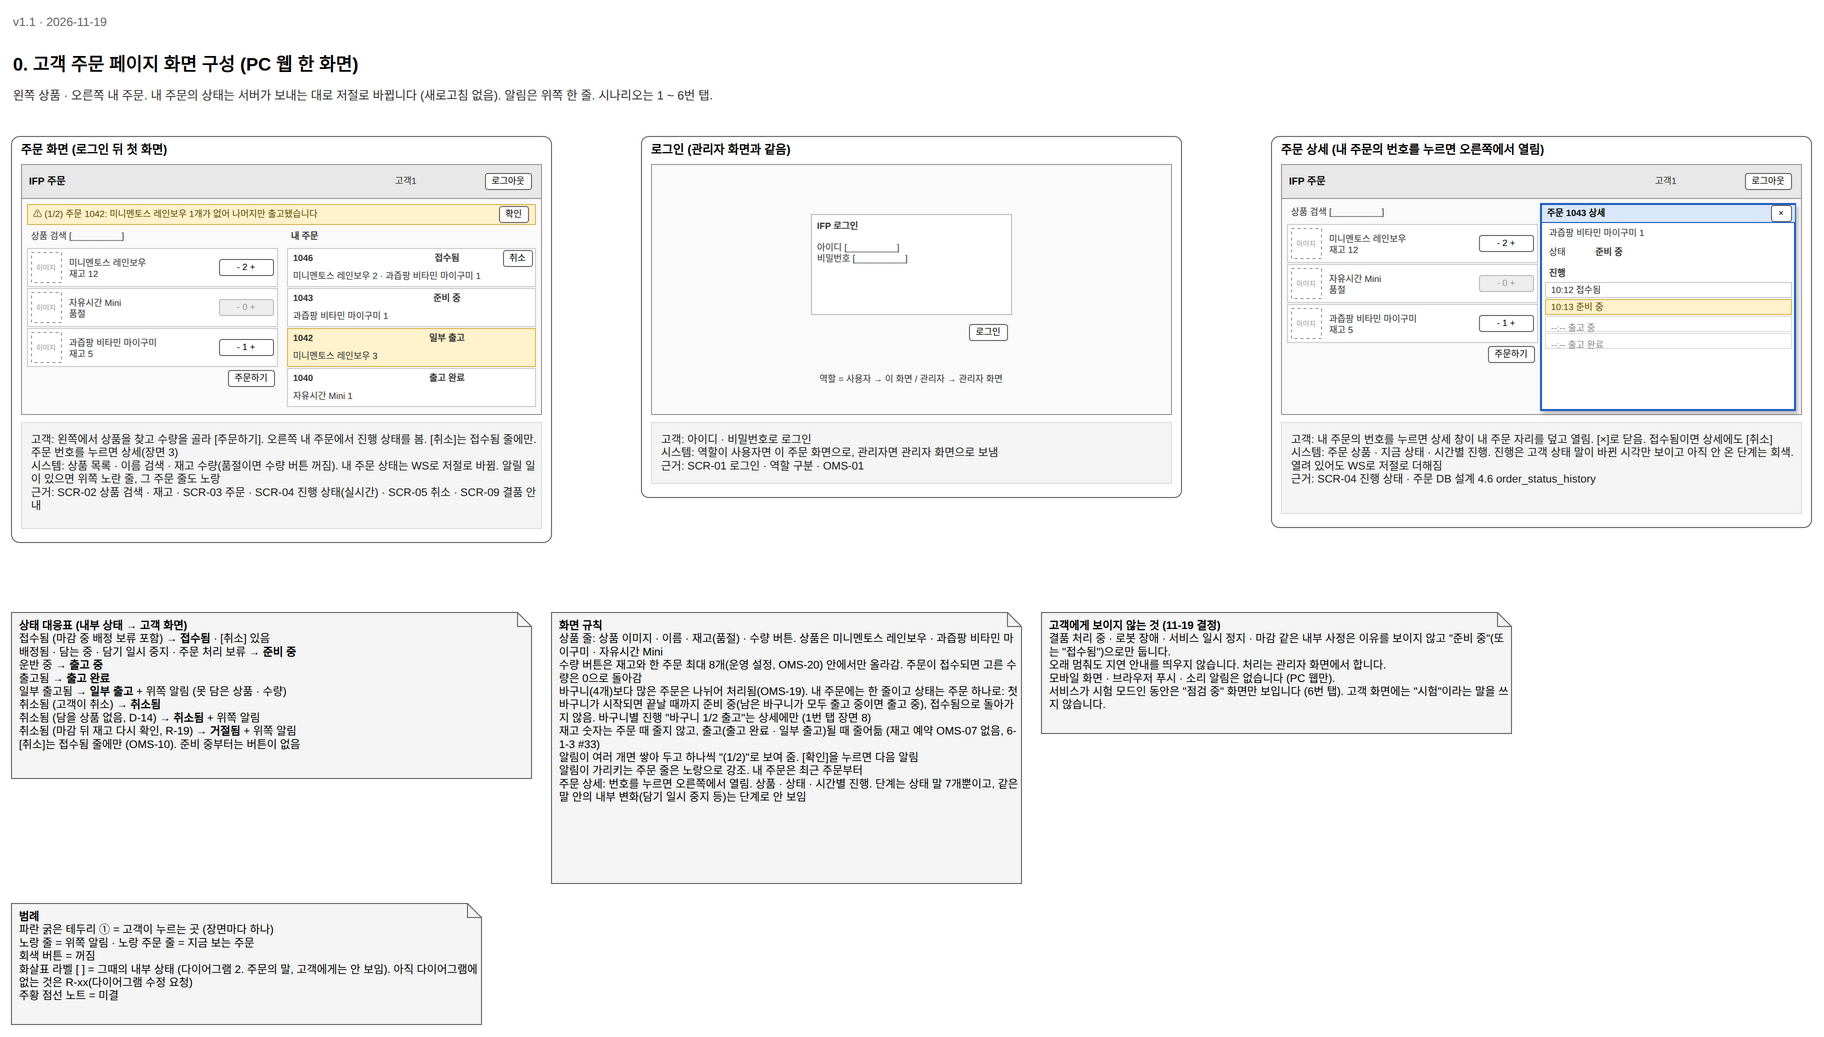 v1.1 · 2026-11-19
0. 고객 주문 페이지 화면 구성 (PC 웹 한 화면)
왼쪽 상품 · 오른쪽 내 주문. 내 주문의 상태는 서버가 보내는 대로 저절로 바뀝니다 (새로고침 없음). 알림은 위쪽 한 줄. 시나리오는 1 ~ 6번 탭.
주문 화면 (로그인 뒤 첫 화면)
IFP 주문
고객1
로그아웃
⚠ (1/2) 주문 1042: 미니멘토스 레인보우 1개가 없어 나머지만 출고됐습니다
확인
상품 검색 [_________]
이미지
미니멘토스 레인보우
재고 12
- 2 +
이미지
자유시간 Mini
품절
- 0 +
이미지
과즙팡 비타민 마이구미
재고 5
- 1 +
주문하기
내 주문
1046
접수됨
취소
미니멘토스 레인보우 2 · 과즙팡 비타민 마이구미 1
1043
준비 중
과즙팡 비타민 마이구미 1
1042
일부 출고
미니멘토스 레인보우 3
1040
출고 완료
자유시간 Mini 1
고객: 왼쪽에서 상품을 찾고 수량을 골라 [주문하기]. 오른쪽 내 주문에서 진행 상태를 봄. [취소]는 접수됨 줄에만.
주문 번호를 누르면 상세(장면 3)
시스템: 상품 목록 · 이름 검색 · 재고 수량(품절이면 수량 버튼 꺼짐). 내 주문 상태는 WS로 저절로 바뀜. 알릴 일
이 있으면 위쪽 노란 줄, 그 주문 줄도 노랑
근거: SCR-02 상품 검색 · 재고 · SCR-03 주문 · SCR-04 진행 상태(실시간) · SCR-05 취소 · SCR-09 결품 안
내
로그인 (관리자 화면과 같음)
IFP 로그인
아이디 [_________]
비밀번호 [_________]
로그인
역할 = 사용자 → 이 화면 / 관리자 → 관리자 화면
고객: 아이디 · 비밀번호로 로그인
시스템: 역할이 사용자면 이 주문 화면으로, 관리자면 관리자 화면으로 보냄
근거: SCR-01 로그인 · 역할 구분 · OMS-01
주문 상세 (내 주문의 번호를 누르면 오른쪽에서 열림)
IFP 주문
고객1
로그아웃
상품 검색 [_________]
이미지
미니멘토스 레인보우
재고 12
- 2 +
이미지
자유시간 Mini
품절
- 0 +
이미지
과즙팡 비타민 마이구미
재고 5
- 1 +
주문하기
주문 1043 상세
×
과즙팡 비타민 마이구미 1
상태
준비 중
진행
10:12 접수됨
10:13 준비 중
--:-- 출고 중
--:-- 출고 완료
고객: 내 주문의 번호를 누르면 상세 창이 내 주문 자리를 덮고 열림. [×]로 닫음. 접수됨이면 상세에도 [취소]
시스템: 주문 상품 · 지금 상태 · 시간별 진행. 진행은 고객 상태 말이 바뀐 시각만 보이고 아직 안 온 단계는 회색.
열려 있어도 WS로 저절로 더해짐
근거: SCR-04 진행 상태 · 주문 DB 설계 4.6 order_status_history
상태 대응표 (내부 상태 → 고객 화면)
접수됨 (마감 중 배정 보류 포함) → 접수됨 · [취소] 있음
배정됨 · 담는 중 · 담기 일시 중지 · 주문 처리 보류 → 준비 중
운반 중 → 출고 중
출고됨 → 출고 완료
일부 출고됨 → 일부 출고 + 위쪽 알림 (못 담은 상품 · 수량)
취소됨 (고객이 취소) → 취소됨
취소됨 (담을 상품 없음, D-14) → 취소됨 + 위쪽 알림
취소됨 (마감 뒤 재고 다시 확인, R-19) → 거절됨 + 위쪽 알림
[취소]는 접수됨 줄에만 (OMS-10). 준비 중부터는 버튼이 없음
화면 규칙
상품 줄: 상품 이미지 · 이름 · 재고(품절) · 수량 버튼. 상품은 미니멘토스 레인보우 · 과즙팡 비타민 마
이구미 · 자유시간 Mini
수량 버튼은 재고와 한 주문 최대 8개(운영 설정, OMS-20) 안에서만 올라감. 주문이 접수되면 고른 수
량은 0으로 돌아감
바구니(4개)보다 많은 주문은 나뉘어 처리됨(OMS-19). 내 주문에는 한 줄이고 상태는 주문 하나로: 첫
바구니가 시작되면 끝날 때까지 준비 중(남은 바구니가 모두 출고 중이면 출고 중), 접수됨으로 돌아가
지 않음. 바구니별 진행 "바구니 1/2 출고"는 상세에만 (1번 탭 장면 8)
재고 숫자는 주문 때 줄지 않고, 출고(출고 완료 · 일부 출고)될 때 줄어듦 (재고 예약 OMS-07 없음, 6-
1-3 #33)
알림이 여러 개면 쌓아 두고 하나씩 "(1/2)"로 보여 줌. [확인]을 누르면 다음 알림
알림이 가리키는 주문 줄은 노랑으로 강조. 내 주문은 최근 주문부터
주문 상세: 번호를 누르면 오른쪽에서 열림. 상품 · 상태 · 시간별 진행. 단계는 상태 말 7개뿐이고, 같은
말 안의 내부 변화(담기 일시 중지 등)는 단계로 안 보임
고객에게 보이지 않는 것 (11-19 결정)
결품 처리 중 · 로봇 장애 · 서비스 일시 정지 · 마감 같은 내부 사정은 이유를 보이지 않고 "준비 중"(또
는 "접수됨")으로만 둡니다.
오래 멈춰도 지연 안내를 띄우지 않습니다. 처리는 관리자 화면에서 합니다.
모바일 화면 · 브라우저 푸시 · 소리 알림은 없습니다 (PC 웹만).
서비스가 시험 모드인 동안은 "점검 중" 화면만 보입니다 (6번 탭). 고객 화면에는 "시험"이라는 말을 쓰
지 않습니다.
범례
파란 굵은 테두리 ① = 고객이 누르는 곳 (장면마다 하나)
노랑 줄 = 위쪽 알림 · 노랑 주문 줄 = 지금 보는 주문
회색 버튼 = 꺼짐
화살표 라벨 [ ] = 그때의 내부 상태 (다이어그램 2. 주문의 말, 고객에게는 안 보임). 아직 다이어그램에
없는 것은 R-xx(다이어그램 수정 요청)
주황 점선 노트 = 미결